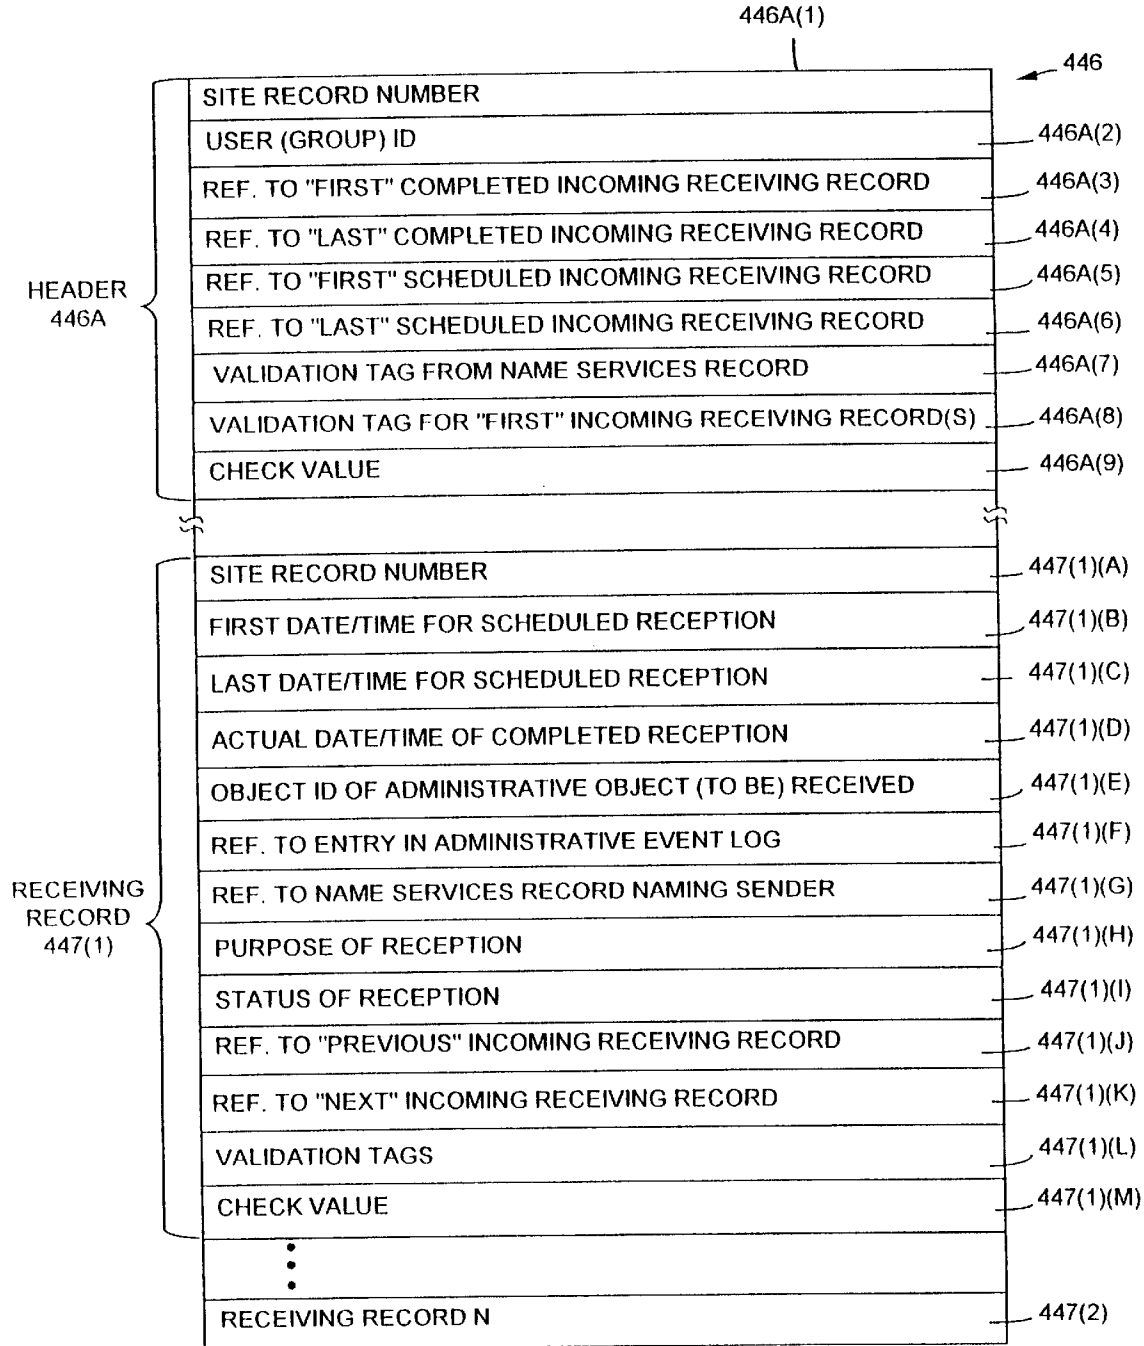 446A(1)
446
SITE RECORD NUMBER
USER (GROUP) ID 446A(2)
REF. TO "FIRST" COMPLETED INCOMING RECEIVING RECORD 446A(3)
REF. TO "LAST" COMPLETED INCOMING RECEIVING RECORD 446A(4)
REF. TO "FIRST" SCHEDULED INCOMING RECEIVING RECORD 446A(5)
HEADER
446A
REF. TO "LAST" SCHEDULED INCOMING RECEIVING RECORD 446A(6)
VALIDATION TAG FROM NAME SERVICES RECORD 446A(7)
VALIDATION TAG FOR "FIRST" INCOMING RECEIVING RECORD(S) 446A(8)
CHECK VALUE 446A(9)
SITE RECORD NUMBER 447(1)(A)
FIRST DATE/TIME FOR SCHEDULED RECEPTION 447(1)(B)
LAST DATE/TIME FOR SCHEDULED RECEPTION 447(1)(C)
ACTUAL DATE/TIME OF COMPLETED RECEPTION 447(1)(D)
OBJECT ID OF ADMINISTRATIVE OBJECT (TO BE) RECEIVED 447(1)(E)
REF. TO ENTRY IN ADMINISTRATIVE EVENT LOG 447(1)(F)
RECEIVING
RECORD
447(1)
REF. TO NAME SERVICES RECORD NAMING SENDER 447(1)(G)
PURPOSE OF RECEPTION 447(1)(H)
STATUS OF RECEPTION 447(1)(I)
REF. TO "PREVIOUS" INCOMING RECEIVING RECORD 447(1)(J)
REF. TO "NEXT" INCOMING RECEIVING RECORD 447(1)(K)
VALIDATION TAGS 447(1)(L)
CHECK VALUE 447(1)(M)
RECEIVING RECORD N 447(2)